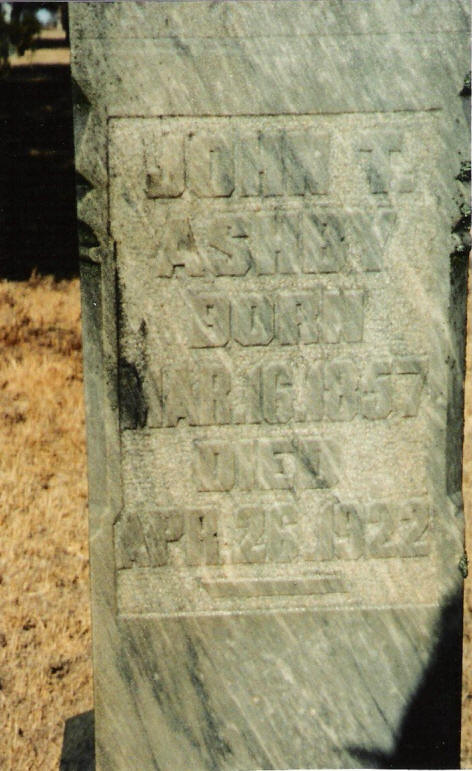 JOHN T.
ASHBY
BORN
MAR.16.1857
DIED
APR.26.1922